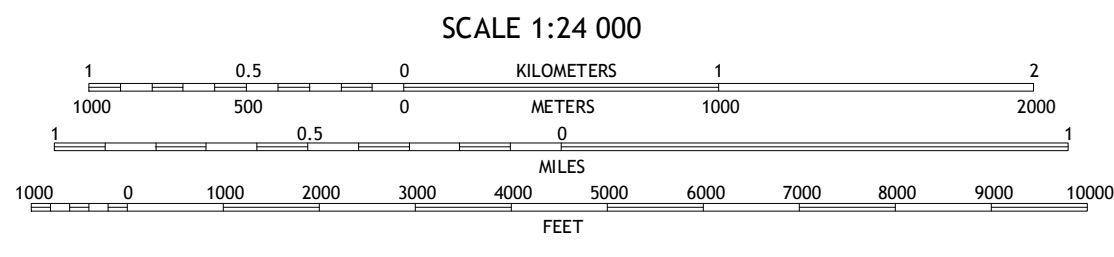 SCALE 1:24 000
1 0.5 0 KILOMETERS 1 2
1000 500 0 METERS 1000 2000
1 0.5 0 1
MILES
1000 0 1000 2000 3000 4000 5000 6000 7000 8000 9000 10000
FEET